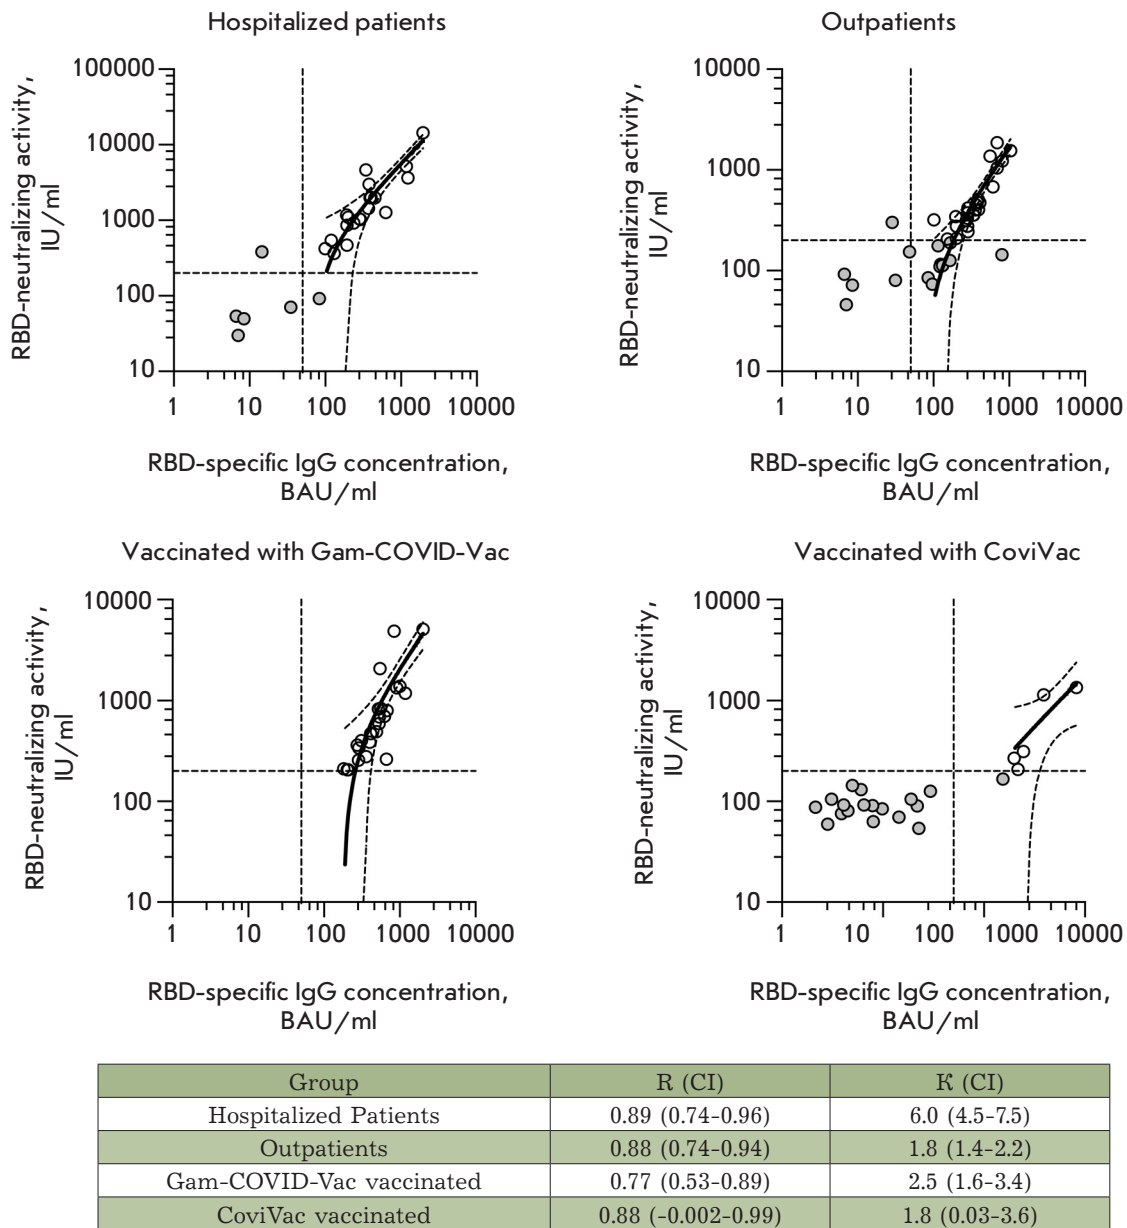 Hospitalized patients
RBD-neutralizing activity,
IU/ml
100000
10000
1000
100
10
1 10 100 1000 10000
RBD-specific IgG concentration,
BAU/ml
Outpatients
RBD-neutralizing activity,
IU/ml
10000
1000
100
10
1 10 100 1000 10000
RBD-specific IgG concentration,
BAU/ml
Vaccinated with Gam-COVID-Vac
RBD-neutralizing activity,
IU/ml
10000
1000
100
10
1 10 100 1000 10000
RBD-specific IgG concentration,
BAU/ml
Vaccinated with CoviVac
RBD-neutralizing activity,
IU/ml
10000
1000
100
10
1 10 100 1000 10000
RBD-specific IgG concentration,
BAU/ml
Group R (CI) K (CI)
Hospitalized Patients 0.89 (0.74-0.96) 6.0 (4.5-7.5)
Outpatients 0.88 (0.74-0.94) 1.8 (1.4-2.2)
Gam-COVID-Vac vaccinated 0.77 (0.53-0.89) 2.5 (1.6-3.4)
CoviVac vaccinated 0.88 (-0.002-0.99) 1.8 (0.03-3.6)